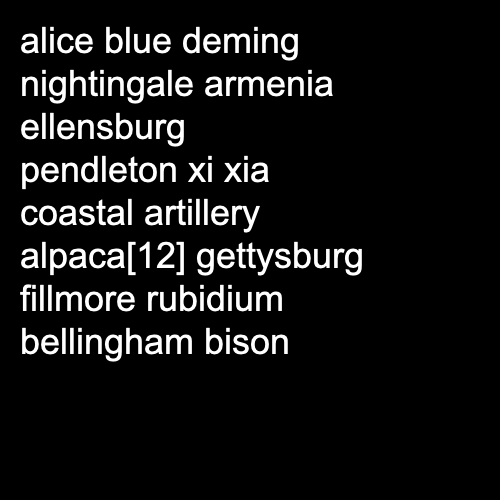 alice blue deming
nightingale armenia
ellensburg
pendleton xi xia
coastal artillery
alpaca[12] gettysburg
fillmore rubidium
bellingham bison